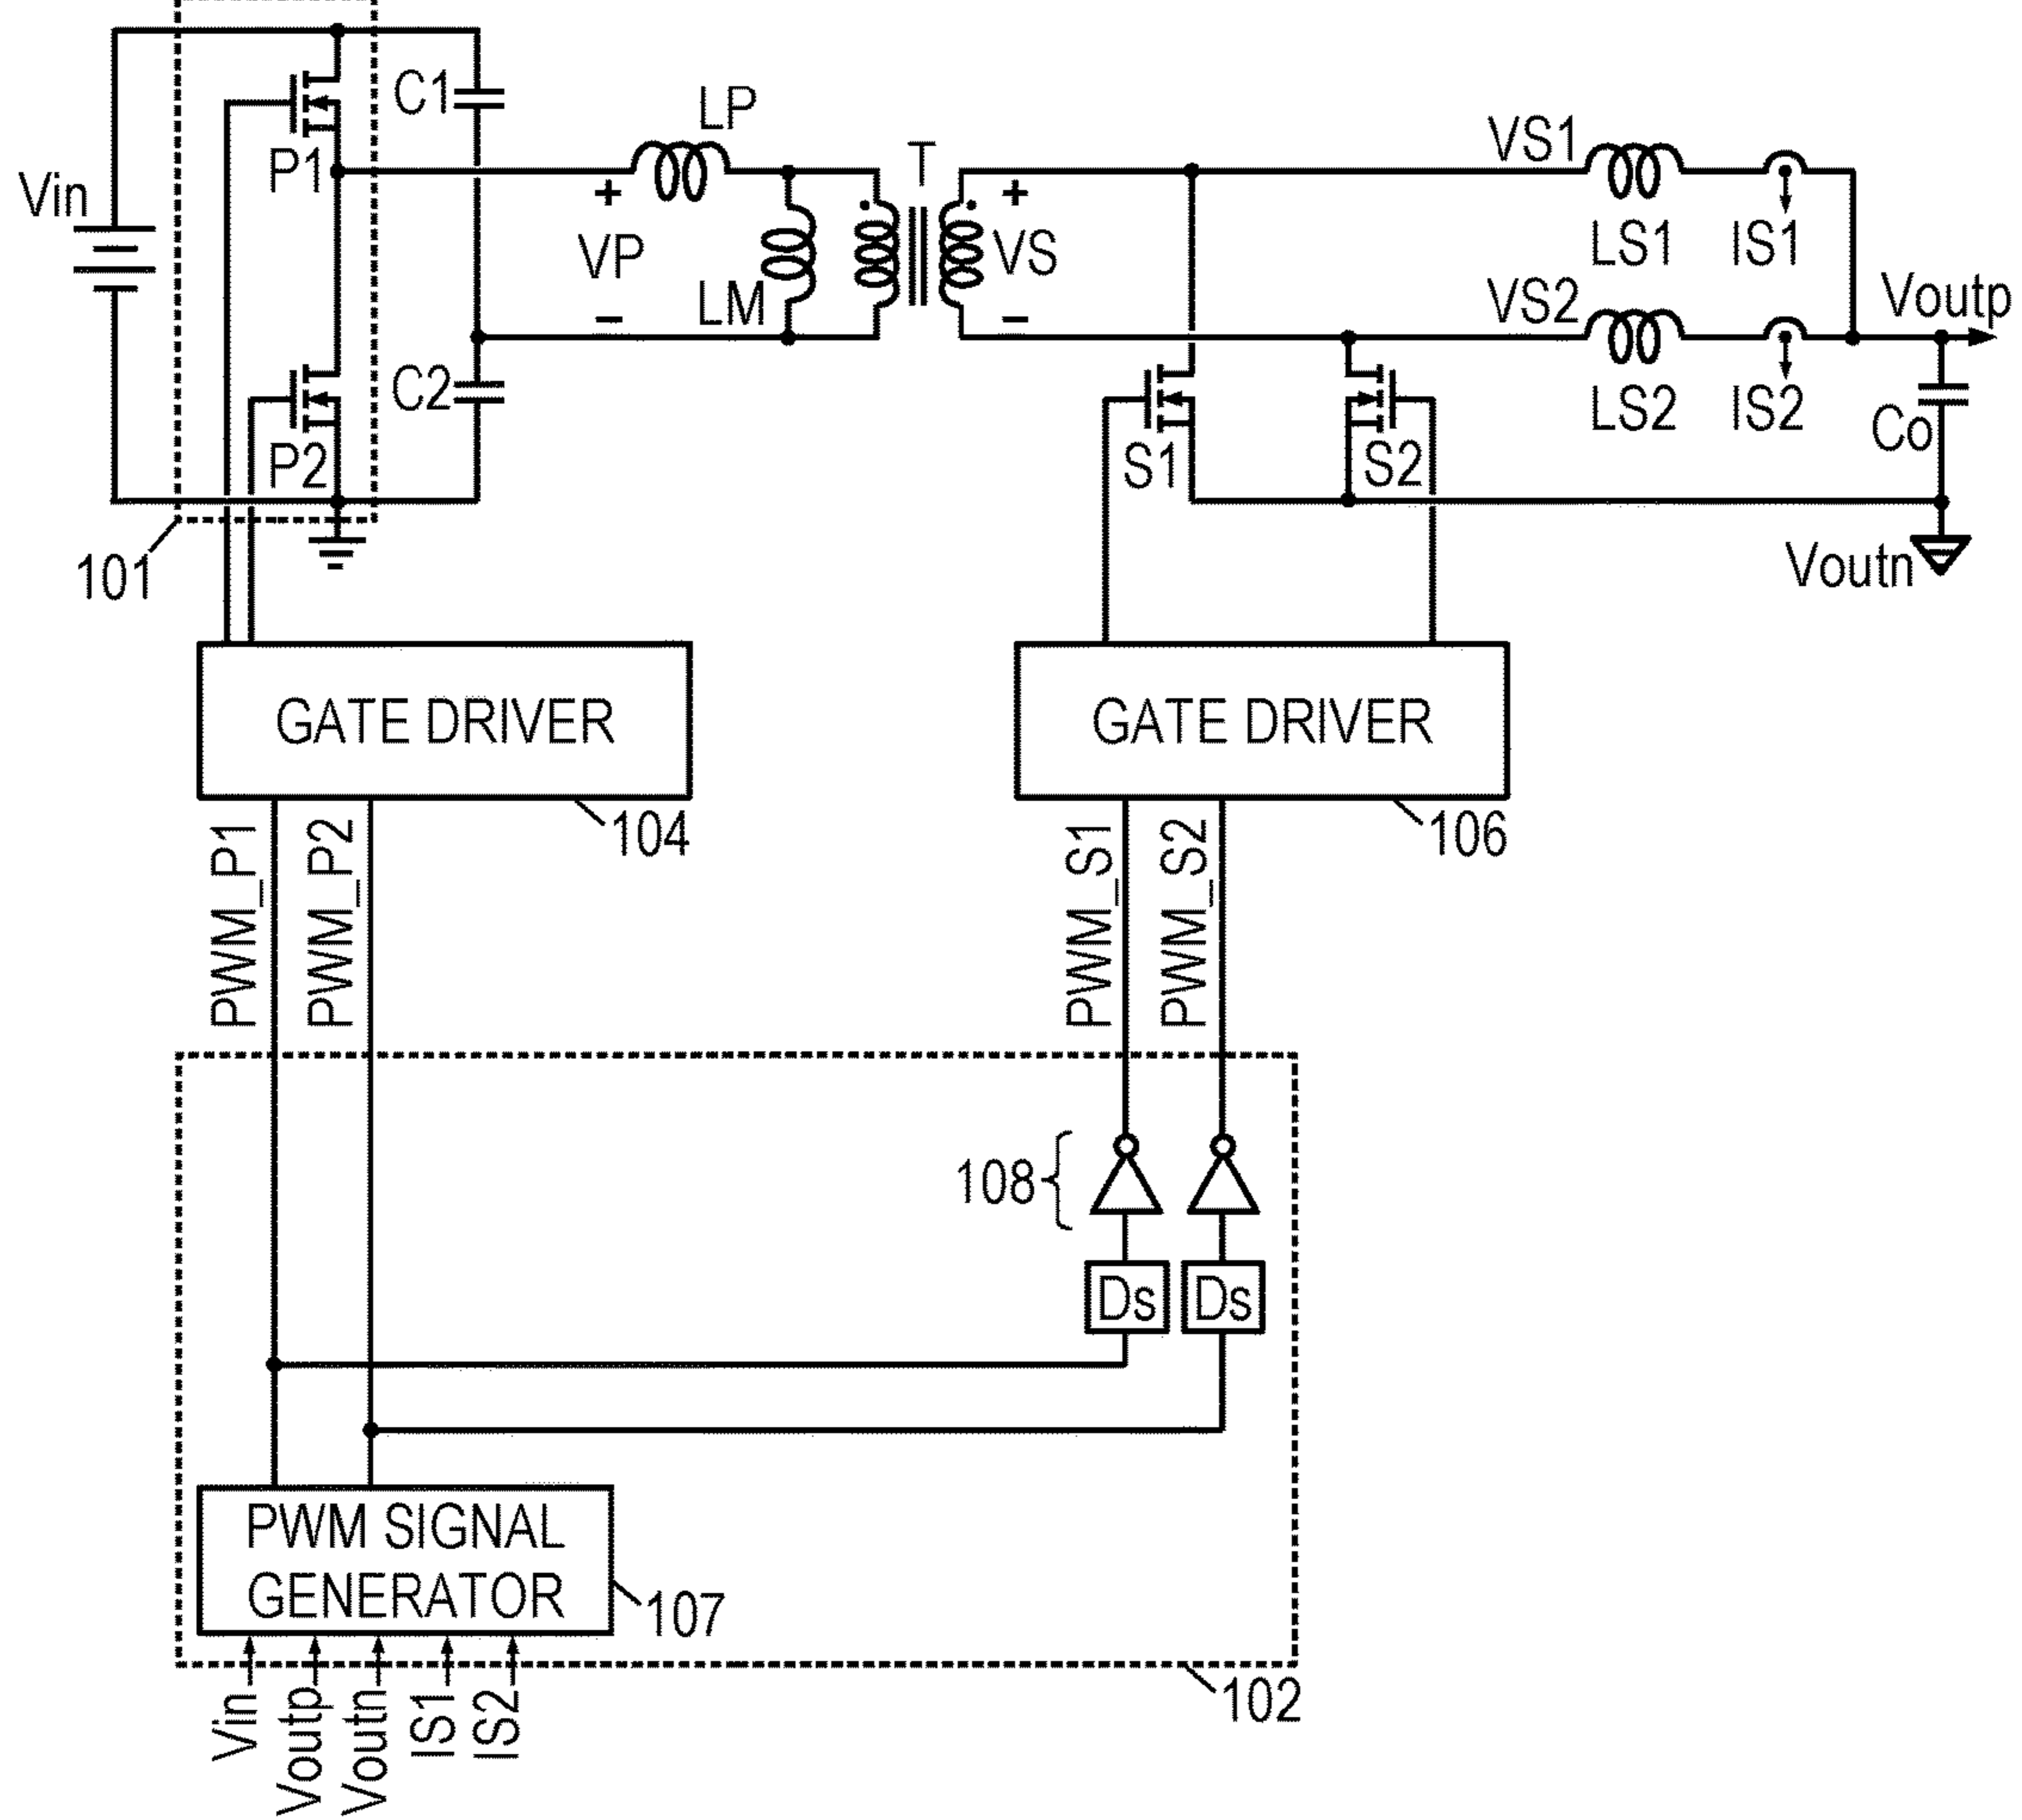 C1
LP
VS1
P1
T
Vin
+
+
VP
VS
LS1
IS1
LM
VS2
Voutp
−
−
C2
LS2
IS2
Co
P2
S1
S2
101
Voutn
GATE DRIVER
GATE DRIVER
104
106
PWM_P1
PWM_P2
PWM_S1
PWM_S2
108
Ds
Ds
PWM SIGNAL
GENERATOR
107
102
Vin
Voutp
Voutn
IS1
IS2